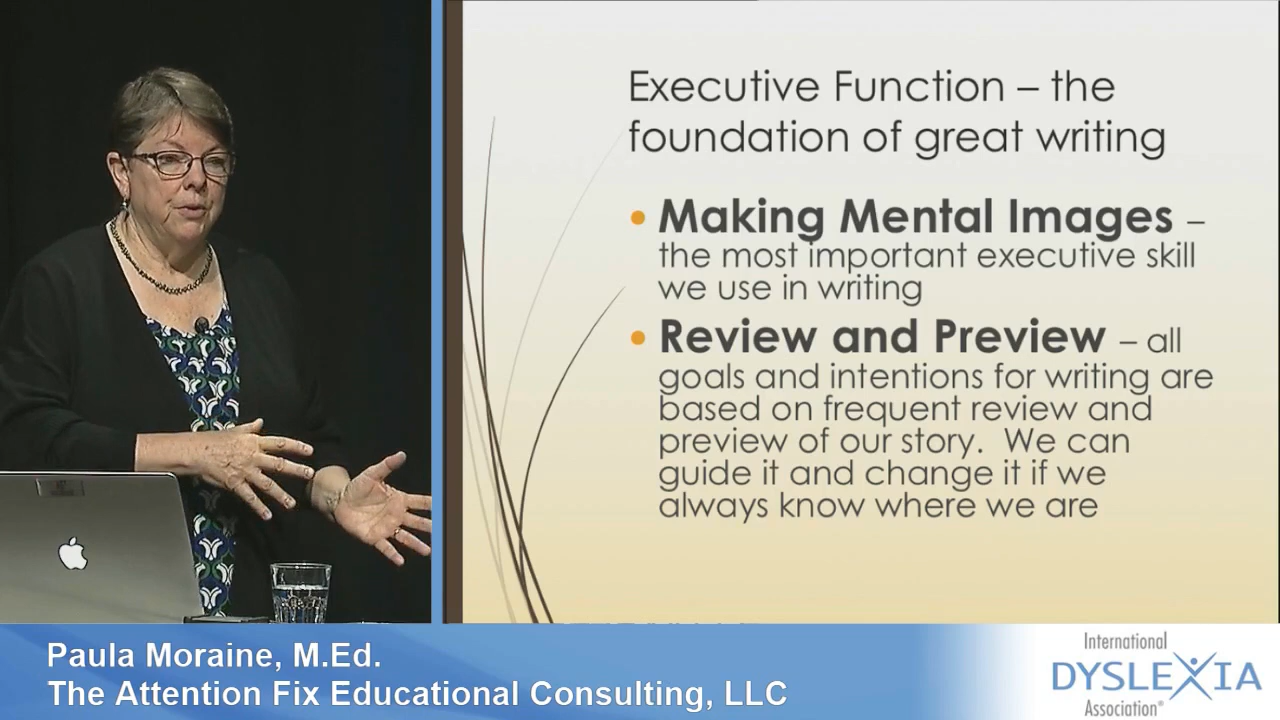 Executive Function – the
foundation of great writing
• Making Mental Images –
the most important executive skill
we use in writing
• Review and Preview – all
goals and intentions for writing are
based on frequent review and
preview of our story. We can
guide it and change it if we
always know where we are
Paula Moraine, M.Ed.
The Attention Fix Educational Consulting, LLC
International
DYSLEXIA
Association®